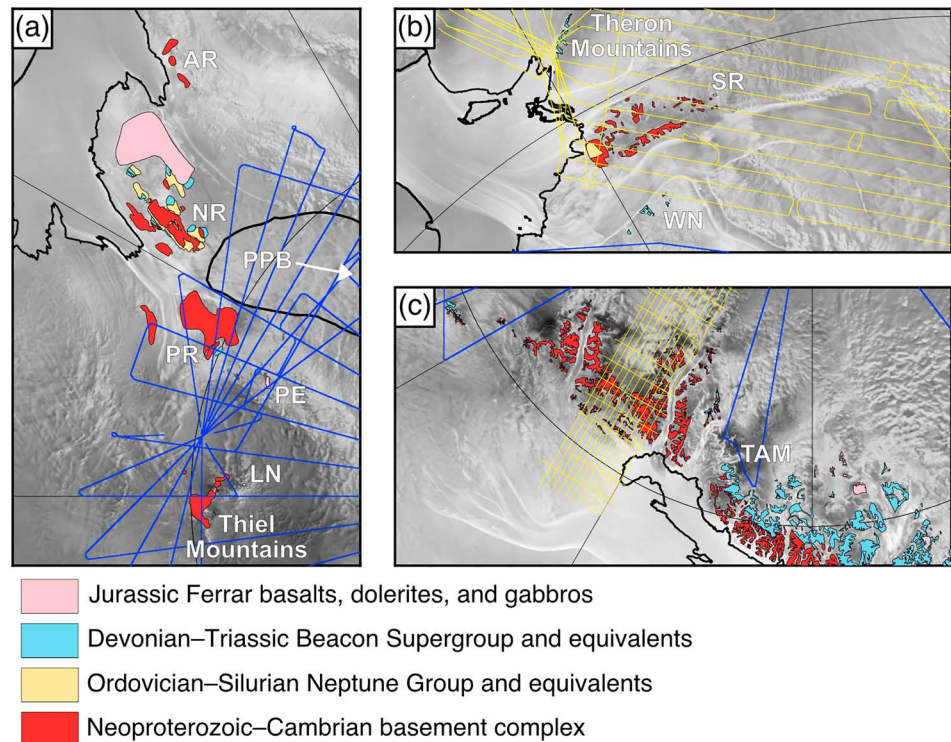 (a)
AR
NR
PPB
PR
PE
LN
Thiel
Mountains
(b)
Theron
Mountains
SR
WN
(c)
TAM
Jurassic Ferrar basalts, dolerites, and gabbros
Devonian–Triassic Beacon Supergroup and equivalents
Ordovician–Silurian Neptune Group and equivalents
Neoproterozoic–Cambrian basement complex